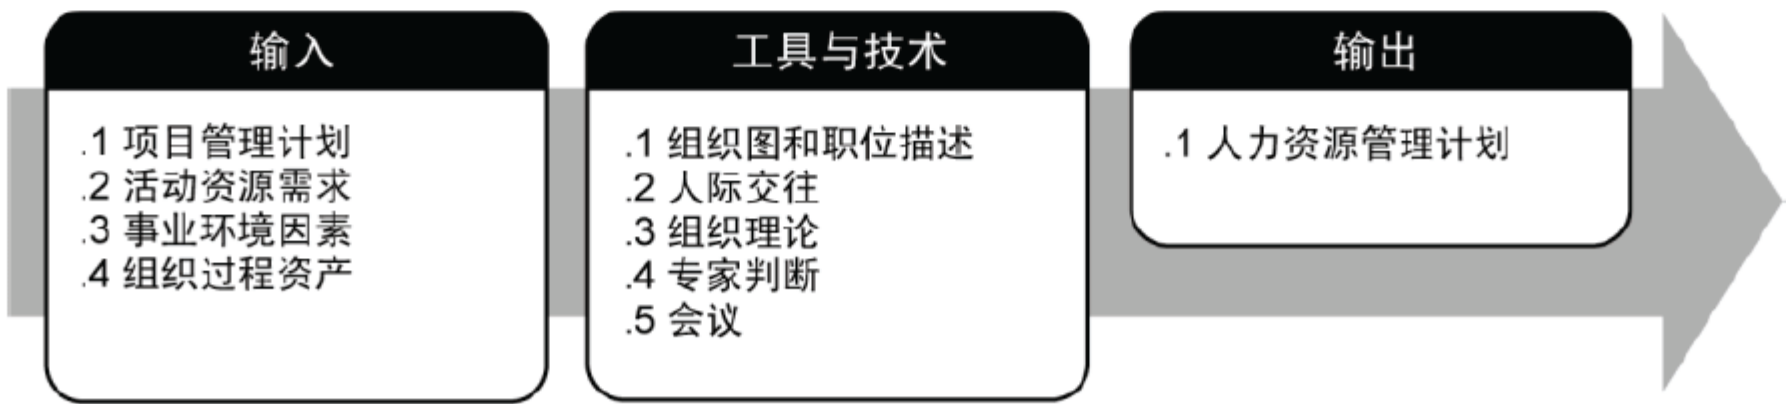 输入
.1 项目管理计划
.2 活动资源需求
.3 事业环境因素
.4 组织过程资产
工具与技术
.1 组织图和职位描述
.2 人际交往
.3 组织理论
.4 专家判断
.5 会议
输出
.1 人力资源管理计划